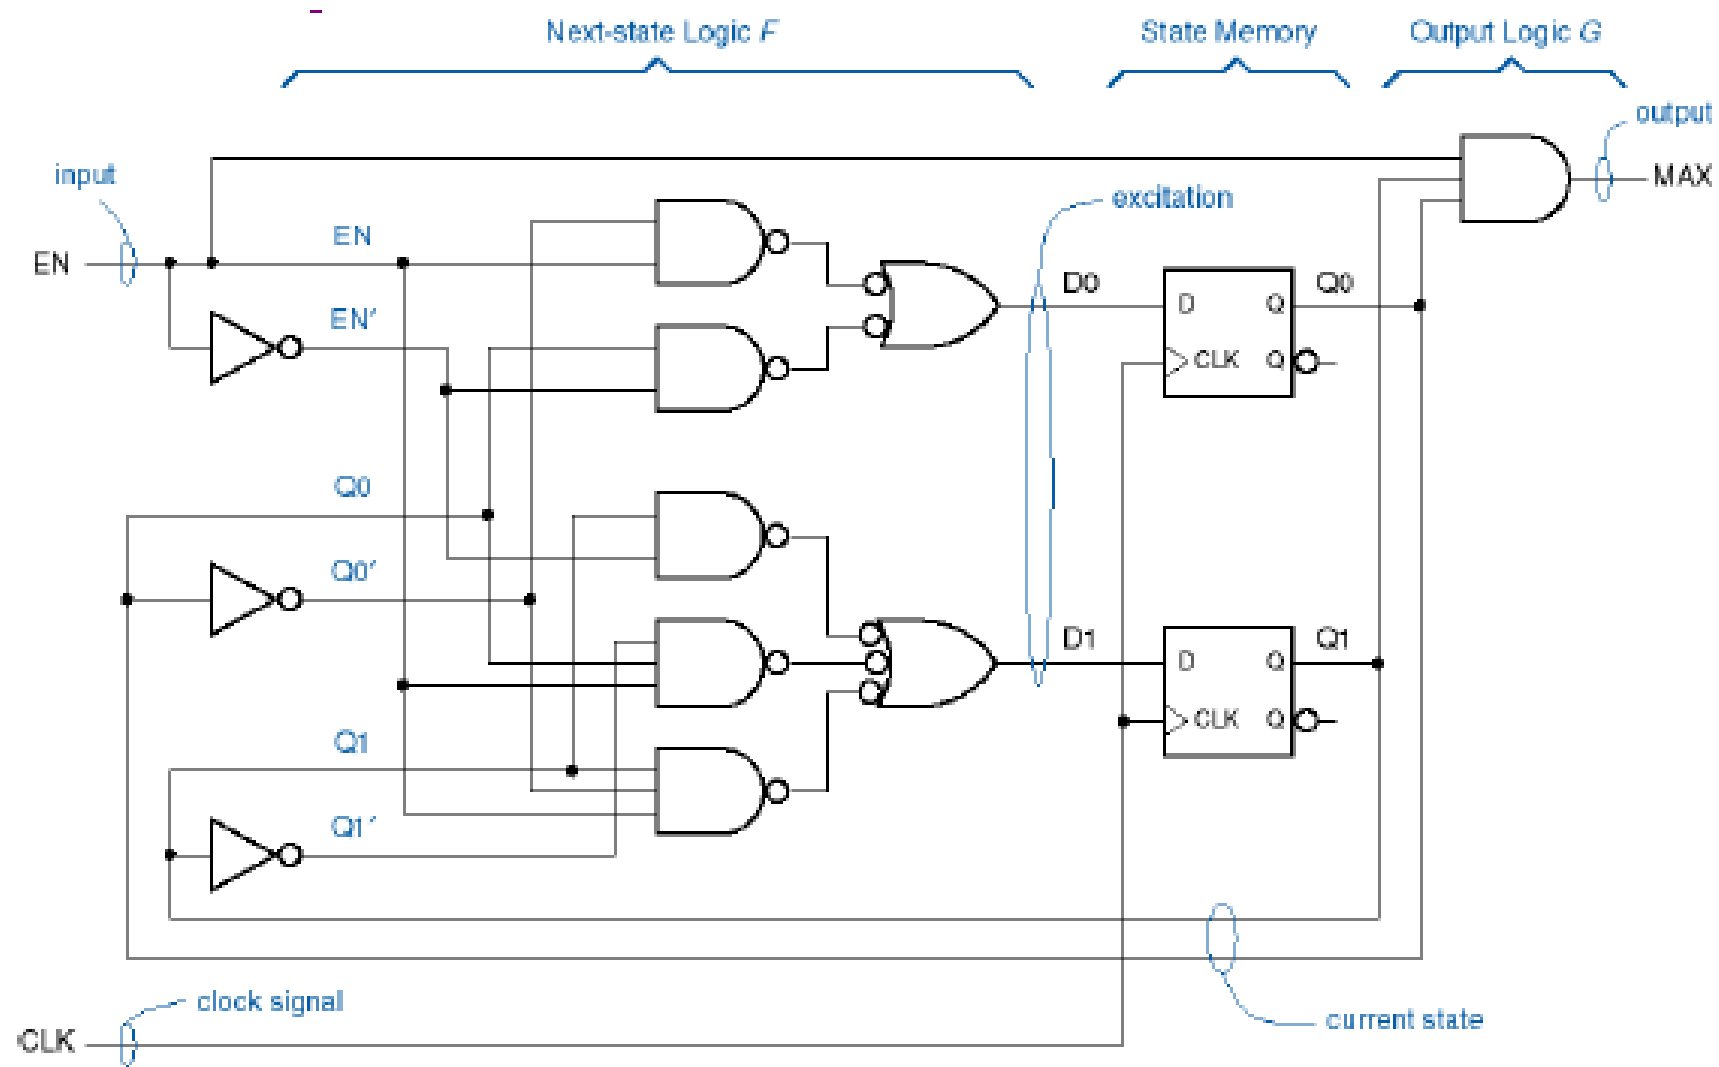 Next-state Logic F
State Memory
Output Logic G
output
MAX
input
excitation
EN
EN
EN′
D0
D
Q
Q0
CLK
Q
Q0
Q0′
D1
D
Q
Q1
CLK
Q
Q1
Q1′
clock signal
current state
CLK